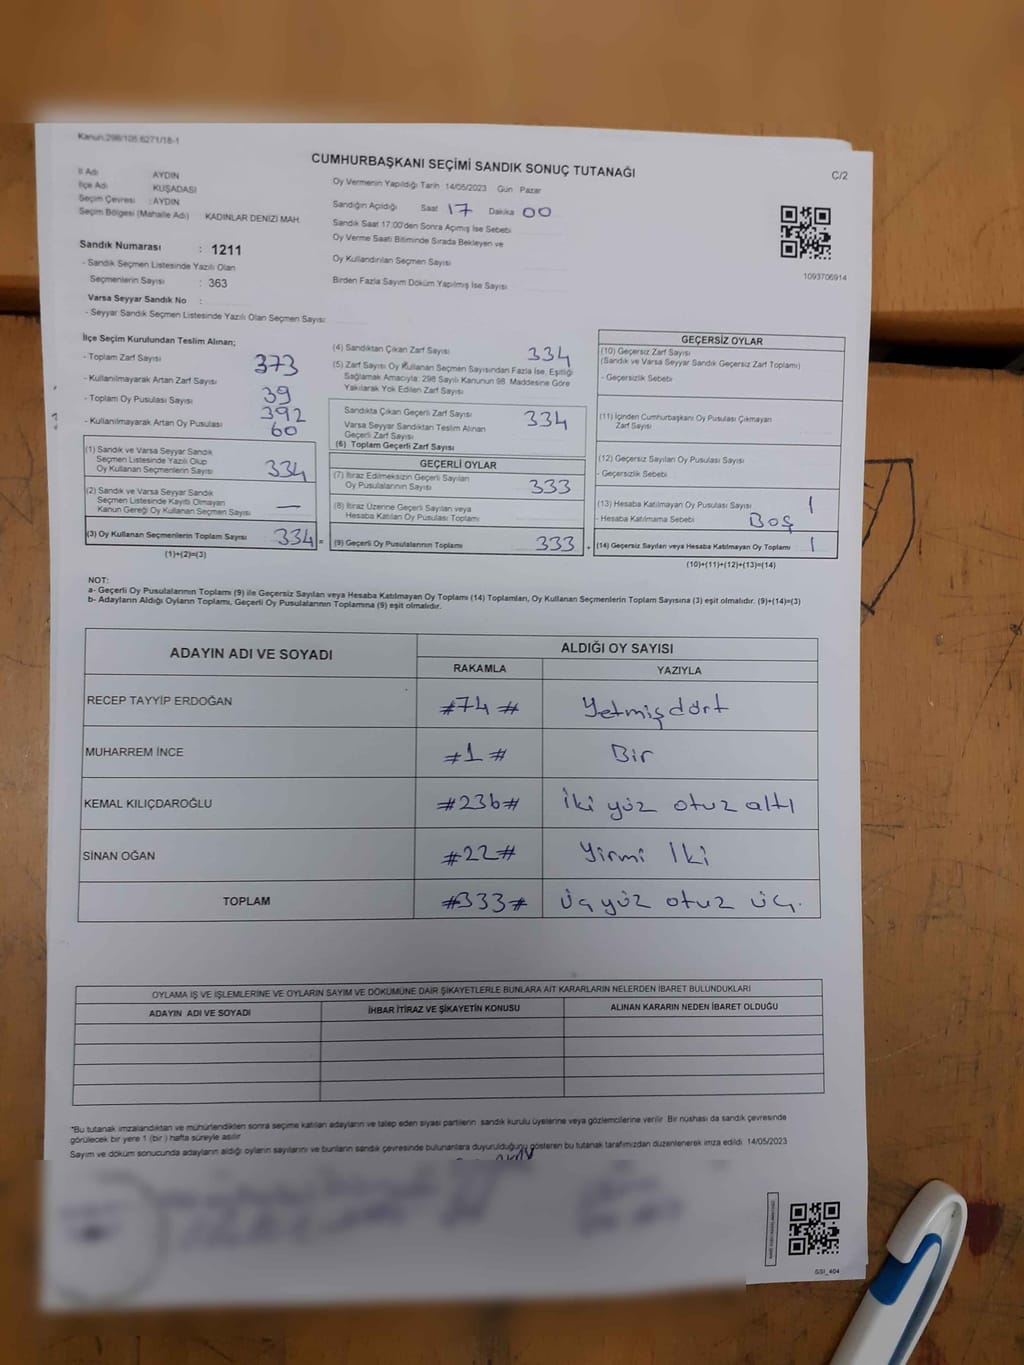 Kanun:298/105.6271/18-1
CUMHURBAŞKANI SEÇİMİ SANDIK SONUÇ TUTANAĞI
C/2
İl Adı AYDIN
İlçe Adı KUŞADASI
Seçim Çevresi : AYDIN
Seçim Bölgesi (Mahalle Adı) KADINLAR DENİZİ MAH.
Oy Vermenin Yapıldığı Tarih 14/05/2023 Gün Pazar
Sandığın Açıldığı Saat 17 Dakika 00
Sandık Saat 17:00'den Sonra Açımış İse Sebebi
Oy Verme Saati Bitiminde Sırada Bekleyen ve
Oy Kullandırılan Seçmen Sayısı
Birden Fazla Sayım Döküm Yapılmış İse Sayısı
1093706914
Sandık Numarası : 1211
- Sandık Seçmen Listesinde Yazılı Olan
Seçmenlerin Sayısı : 363
Varsa Seyyar Sandık No :
- Seyyar Sandık Seçmen Listesinde Yazılı Olan Seçmen Sayısı:
İlçe Seçim Kurulundan Teslim Alınan;
- Toplam Zarf Sayısı 373
- Kullanılmayarak Artan Zarf Sayısı 39
- Toplam Oy Pusulası Sayısı 392
- Kullanılmayarak Artan Oy Pusulası 60
(1) Sandık ve Varsa Seyyar Sandık
Seçmen Listesinde Yazılı Olup
Oy Kullanan Seçmenlerin Sayısı 334
(2) Sandık ve Varsa Seyyar Sandık
Seçmen Listesinde Kayıtlı Olmayan
Kanun Gereği Oy Kullanan Seçmen Sayısı —
(3) Oy Kullanan Seçmenlerin Toplam Sayısı 334 =
(1)+(2)=(3)
(4) Sandıktan Çıkan Zarf Sayısı 334
(5) Zarf Sayısı Oy Kullanan Seçmen Sayısından Fazla İse, Eşitliği
Sağlamak Amacıyla; 298 Sayılı Kanunun 98. Maddesine Göre
Yakılarak Yok Edilen Zarf Sayısı
Sandıkta Çıkan Geçerli Zarf Sayısı 334
Varsa Seyyar Sandıktan Teslim Alınan
Geçerli Zarf Sayısı
(6) Toplam Geçerli Zarf Sayısı
GEÇERLİ OYLAR
(7) İtiraz Edilmeksizin Geçerli Sayılan
Oy Pusulalarının Sayısı 333
(8) İtiraz Üzerine Geçerli Sayılan veya
Hesaba Katılan Oy Pusulası Toplamı
(9) Geçerli Oy Pusulalarının Toplamı 333 +
GEÇERSİZ OYLAR
(10) Geçersiz Zarf Sayısı
(Sandık ve Varsa Seyyar Sandık Geçersiz Zarf Toplamı)
- Geçersizlik Sebebi
(11) İçinden Cumhurbaşkanı Oy Pusulası Çıkmayan
Zarf Sayısı
(12) Geçersiz Sayılan Oy Pusulası Sayısı
- Geçersizlik Sebebi
(13) Hesaba Katılmayan Oy Pusulası Sayısı 1
- Hesaba Katılmama Sebebi Boş
(14) Geçersiz Sayılan veya Hesaba Katılmayan Oy Toplamı 1
(10)+(11)+(12)+(13)=(14)
NOT:
a- Geçerli Oy Pusulalarının Toplamı (9) ile Geçersiz Sayılan veya Hesaba Katılmayan Oy Toplamı (14) Toplamları, Oy Kullanan Seçmenlerin Toplam Sayısına (3) eşit olmalıdır. (9)+(14)=(3)
b- Adayların Aldığı Oyların Toplamı, Geçerli Oy Pusulalarının Toplamına (9) eşit olmalıdır.
ADAYIN ADI VE SOYADI
ALDIĞI OY SAYISI
RAKAMLA YAZIYLA
RECEP TAYYİP ERDOĞAN #74# Yetmişdört
MUHARREM İNCE #1# Bir
KEMAL KILIÇDAROĞLU #236# İki yüz otuz altı
SİNAN OĞAN #22# Yirmi İki
TOPLAM #333# Üçyüz otuz üç.
OYLAMA İŞ VE İŞLEMLERİNE VE OYLARIN SAYIM VE DÖKÜMÜNE DAİR ŞİKAYETLERLE BUNLARA AİT KARARLARIN NELERDEN İBARET BULUNDUKLARI
ADAYIN ADI VE SOYADI İHBAR İTİRAZ VE ŞİKAYETİN KONUSU ALINAN KARARIN NEDEN İBARET OLDUĞU
*Bu tutanak imzalandıktan ve mühürlendikten sonra seçime katılan adayların ve talep eden siyasi partilerin sandık kurulu üyelerine veya gözlemcilerine verilir. Bir nüshası da sandık çevresinde
görülecek bir yere 1 (bir) hafta süreyle asılır
Sayım ve döküm sonucunda adayların aldığı oyların sayılarını ve bunların sandık çevresinde bulunanlara duyurulduğunu gösteren bu tutanak tarafımızdan düzenlenerek imza edildi. 14/05/2023
SSI_404